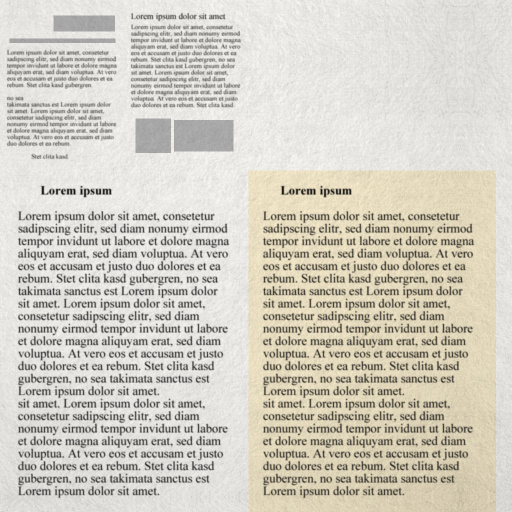 Lorem ipsum dolor sit amet, consetetur
sadipscing elitr, sed diam nonumy eirmod
tempor invidunt ut labore et dolore magna
aliquyam erat, sed diam voluptua. At vero
eos et accusam et justo duo dolores et ea
rebum. Stet clita kasd gubergren.
no sea
takimata sanctus est Lorem ipsum dolor
sit amet. Lorem ipsum dolor sit amet,
consetetur sadipscing elitr, sed diam
nonumy eirmod tempor invidunt ut labore
et dolore magna aliquyam erat, sed diam
voluptua. At vero eos et accusam et justo
duo dolores et ea rebum.
Stet clita kasd
Lorem ipsum dolor sit amet
Lorem ipsum dolor sit amet, consetetur
sadipscing elitr, sed diam nonumy eirmod
tempor invidunt ut labore et dolore magna
aliquyam erat, sed diam voluptua. At vero
eos et accusam et justo duo dolores et ea
rebum. Stet clita kasd gubergren, no sea
takimata sanctus est Lorem ipsum dolor
sit amet. Lorem ipsum dolor sit amet,
consetetur sadipscing elitr, sed diam
nonumy eirmod tempor invidunt ut labore
et dolore magna aliquyam erat, sed diam
voluptua. At vero eos et accusam et justo
duo dolores et ea rebum. Stet clita kasd
Lorem ipsum
Lorem ipsum dolor sit amet, consetetur
sadipscing elitr, sed diam nonumy eirmod
tempor invidunt ut labore et dolore magna
aliquyam erat, sed diam voluptua. At vero
eos et accusam et justo duo dolores et ea
rebum. Stet clita kasd gubergren, no sea
takimata sanctus est Lorem ipsum dolor
sit amet. Lorem ipsum dolor sit amet,
consetetur sadipscing elitr, sed diam
nonumy eirmod tempor invidunt ut labore
et dolore magna aliquyam erat, sed diam
voluptua. At vero eos et accusam et justo
duo dolores et ea rebum. Stet clita kasd
gubergren, no sea takimata sanctus est
Lorem ipsum dolor sit amet.
sit amet. Lorem ipsum dolor sit amet,
consetetur sadipscing elitr, sed diam
nonumy eirmod tempor invidunt ut labore
et dolore magna aliquyam erat, sed diam
voluptua. At vero eos et accusam et justo
duo dolores et ea rebum. Stet clita kasd
gubergren, no sea takimata sanctus est
Lorem ipsum dolor sit amet.
Lorem ipsum
Lorem ipsum dolor sit amet, consetetur
sadipscing elitr, sed diam nonumy eirmod
tempor invidunt ut labore et dolore magna
aliquyam erat, sed diam voluptua. At vero
eos et accusam et justo duo dolores et ea
rebum. Stet clita kasd gubergren, no sea
takimata sanctus est Lorem ipsum dolor
sit amet. Lorem ipsum dolor sit amet,
consetetur sadipscing elitr, sed diam
nonumy eirmod tempor invidunt ut labore
et dolore magna aliquyam erat, sed diam
voluptua. At vero eos et accusam et justo
duo dolores et ea rebum. Stet clita kasd
gubergren, no sea takimata sanctus est
Lorem ipsum dolor sit amet.
sit amet. Lorem ipsum dolor sit amet,
consetetur sadipscing elitr, sed diam
nonumy eirmod tempor invidunt ut labore
et dolore magna aliquyam erat, sed diam
voluptua. At vero eos et accusam et justo
duo dolores et ea rebum. Stet clita kasd
gubergren, no sea takimata sanctus est
Lorem ipsum dolor sit amet.